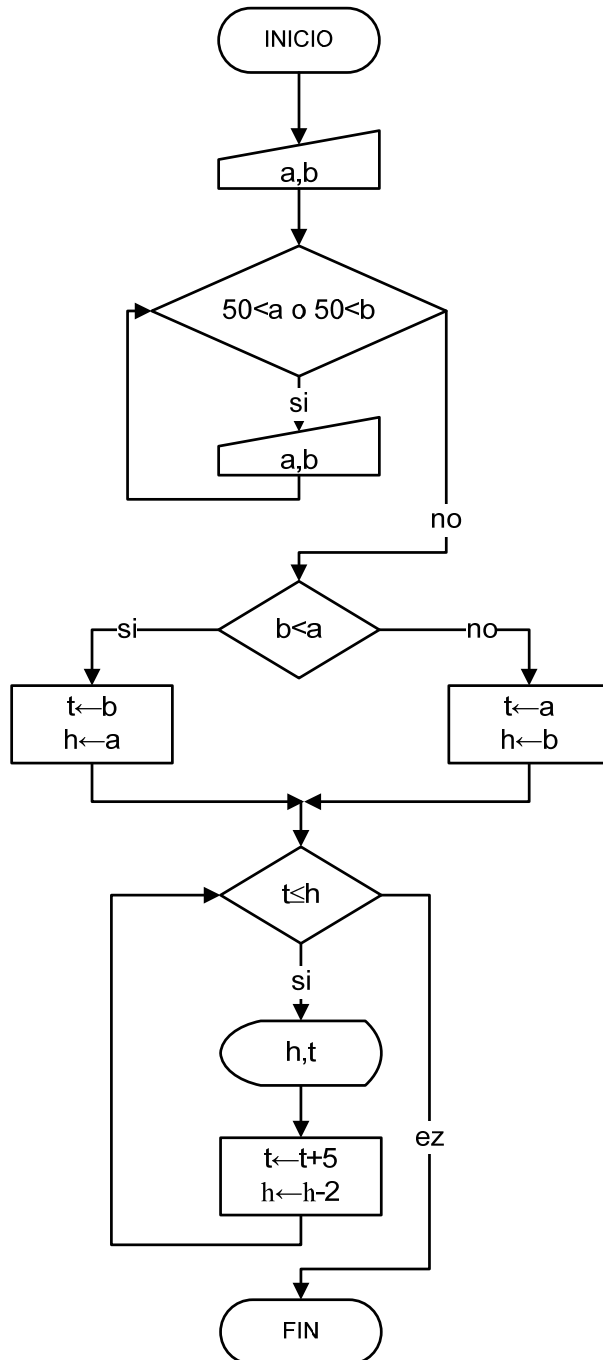 INICIO
a,b
50<a o 50<b
si
a,b
no
b<a
si
no
t←b
h←a
t←a
h←b
t≤h
si
h,t
ez
t←t+5
h←h-2
FIN